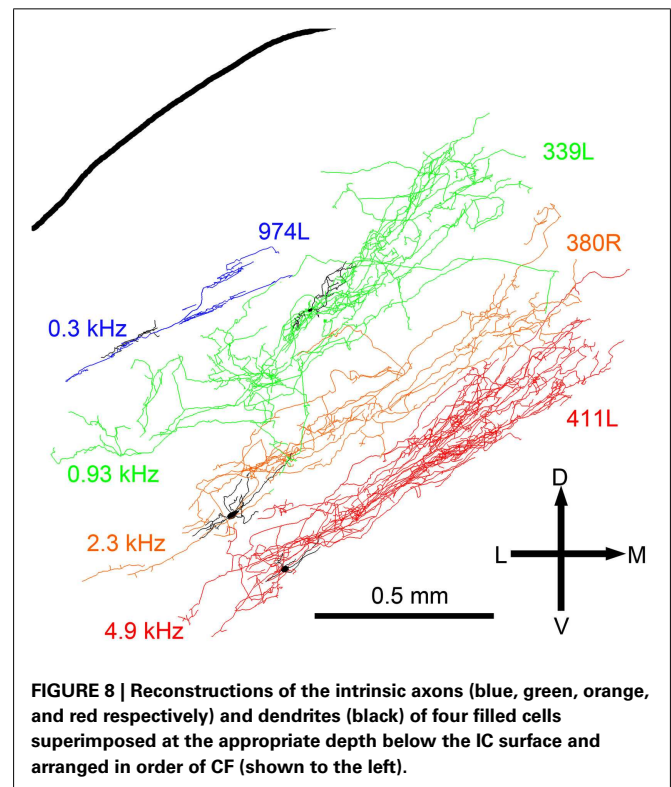 339L
974L
380R
0.3 kHz
411L
0.93 kHz
D
2.3 kHz
L
M
0.5 mm
4.9 kHz
V
FIGURE 8 | Reconstructions of the intrinsic axons (blue, green, orange,
and red respectively) and dendrites (black) of four filled cells
superimposed at the appropriate depth below the IC surface and
arranged in order of CF (shown to the left).